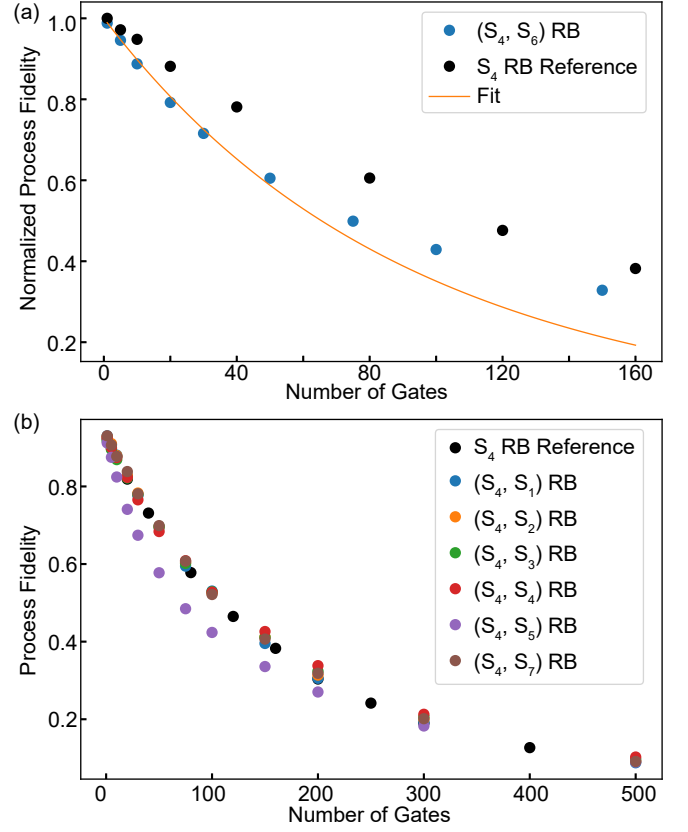 (a)
1.0
0.8
0.6
0.4
0.2
Normalized Process Fidelity
(S₄, S₆) RB
S₄ RB Reference
Fit
0 40 80 120 160
Number of Gates
(b)
0.8
0.6
0.4
0.2
Process Fidelity
S₄ RB Reference
(S₄, S₁) RB
(S₄, S₂) RB
(S₄, S₃) RB
(S₄, S₄) RB
(S₄, S₅) RB
(S₄, S₇) RB
0 100 200 300 400 500
Number of Gates